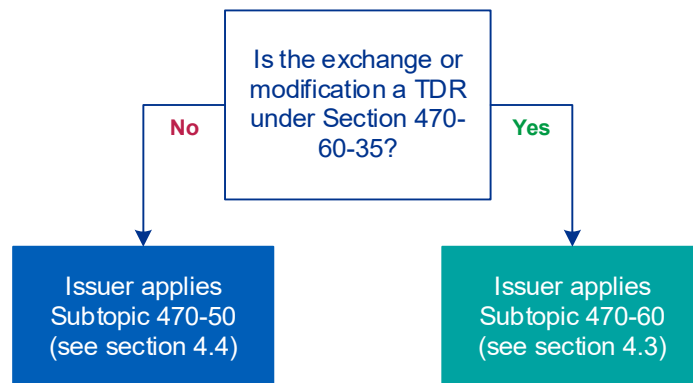 Is the exchange or
modification a TDR
under Section 470-
60-35?
No
Yes
Issuer applies
Subtopic 470-50
(see section 4.4)
Issuer applies
Subtopic 470-60
(see section 4.3)